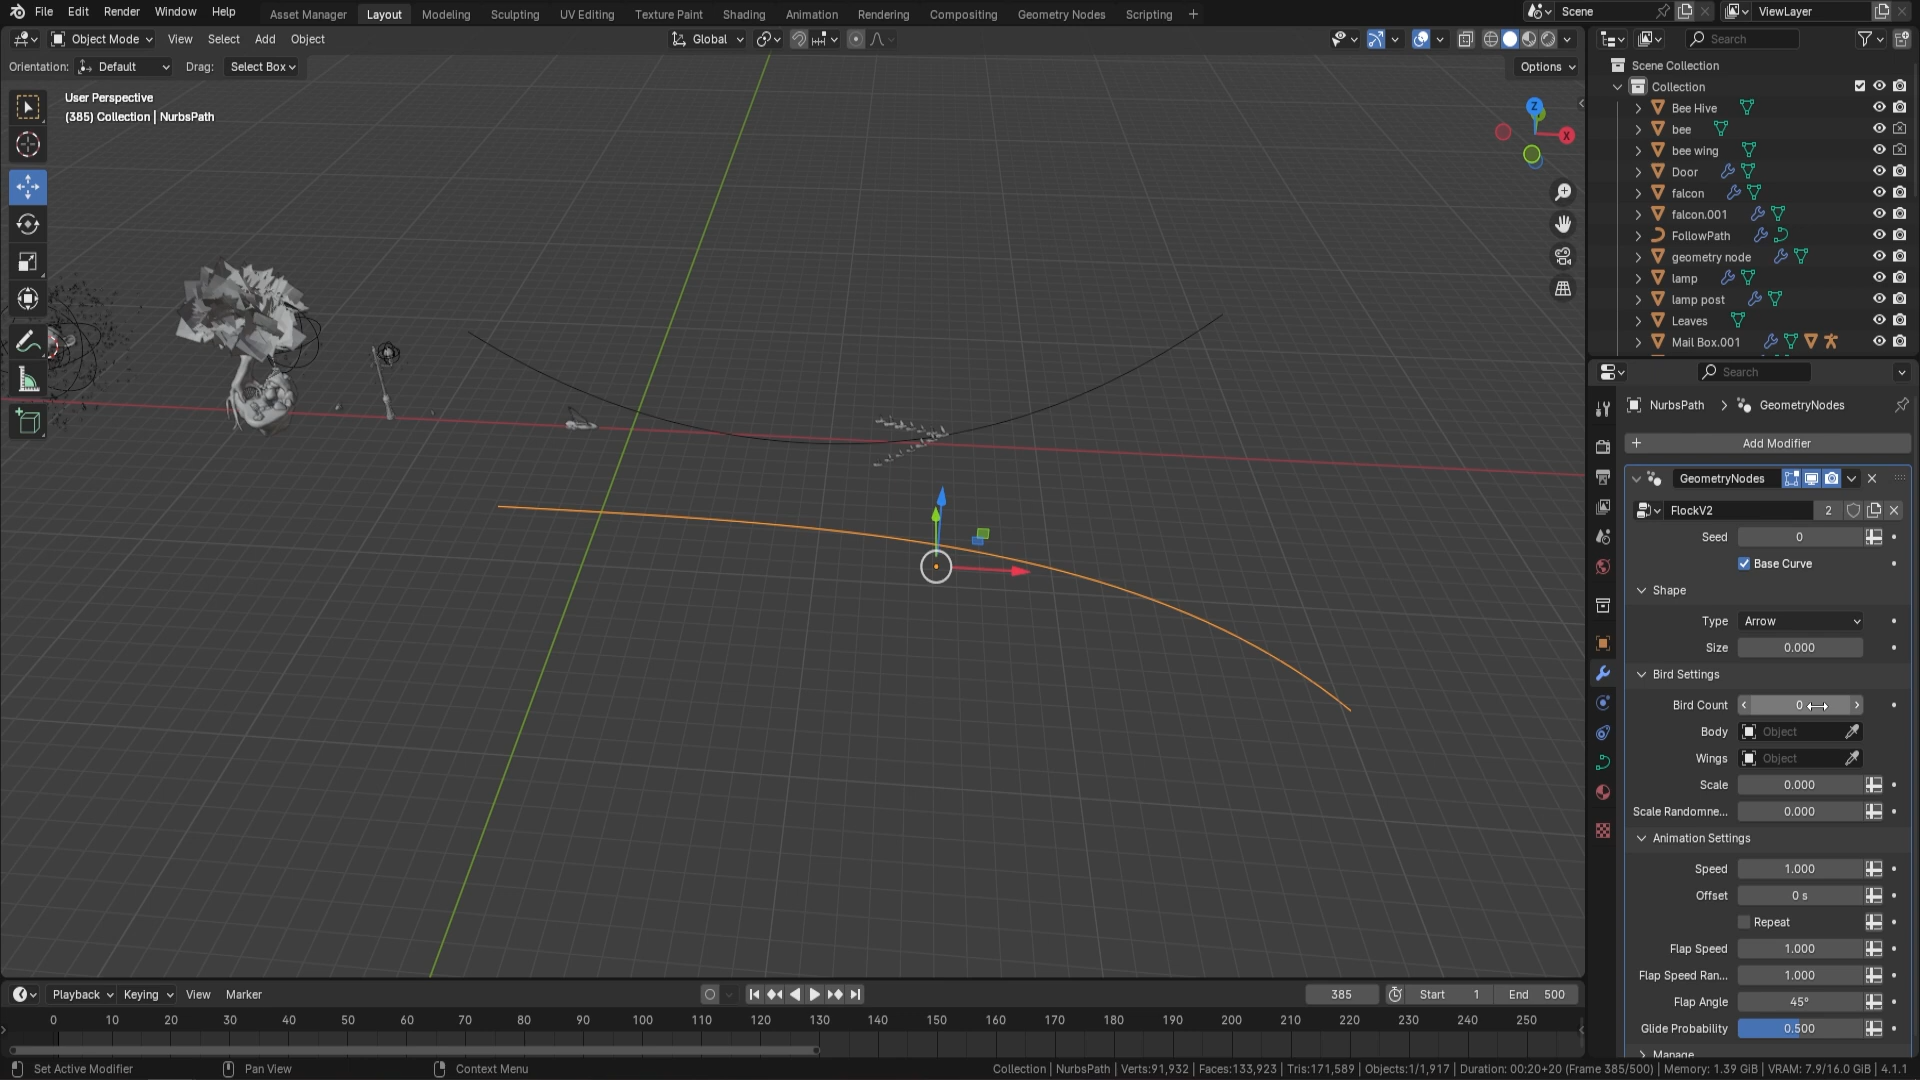 File Edit Render Window Help Asset Manager Layout Modeling Sculpting UV Editing Texture Paint Shading Animation Rendering Compositing Geometry Nodes Scripting + Scene ViewLayer
Object Mode View Select Add Object Global Search
Orientation: Default Drag: Select Box Options
Scene Collection
Collection
Bee Hive
bee
bee wing
Door
falcon
falcon.001
FollowPath
geometry node
lamp
lamp post
Leaves
Mail Box.001
User Perspective
(385) Collection | NurbsPath
Z
X
Search
NurbsPath > GeometryNodes
+ Add Modifier
GeometryNodes
FlockV2 2
Seed 0
Base Curve
Shape
Type Arrow
Size 0.000
Bird Settings
Bird Count 0
Body Object
Wings Object
Scale 0.000
Scale Randomne... 0.000
Animation Settings
Speed 1.000
Offset 0 s
Repeat
Flap Speed 1.000
Flap Speed Ran... 1.000
Flap Angle 45°
Glide Probability 0.500
Manage
Playback Keying View Marker 385 Start 1 End 500
0 10 20 30 40 50 60 70 80 90 100 110 120 130 140 150 160 170 180 190 200 210 220 230 240 250
Set Active Modifier Pan View Context Menu Collection | NurbsPath | Verts:91,932 | Faces:133,923 | Tris:171,589 | Objects:1/1,917 | Duration: 00:20+20 (Frame 385/500) | Memory: 1.39 GiB | VRAM: 7.9/16.0 GiB | 4.1.1